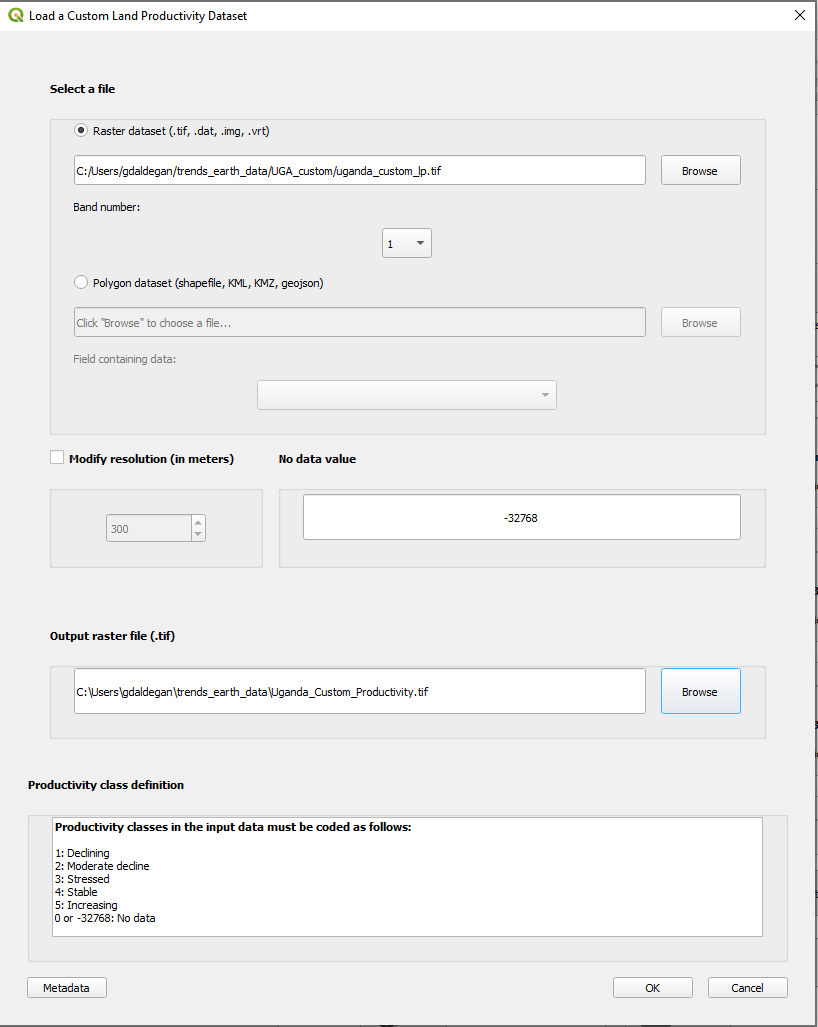 Load a Custom Land Productivity Dataset
Select a file
Raster dataset (.tif, .dat, .img, .vrt)
C:/Users/gdaldegan/trends_earth_data/UGA_custom/uganda_custom_lp.tif
Browse
Band number:
1
Polygon dataset (shapefile, KML, KMZ, geojson)
Click "Browse" to choose a file...
Browse
Field containing data:
Modify resolution (in meters)
No data value
300
-32768
Output raster file (.tif)
C:\Users\gdaldegan\trends_earth_data\Uganda_Custom_Productivity.tif
Browse
Productivity class definition
Productivity classes in the input data must be coded as follows:
1: Declining
2: Moderate decline
3: Stressed
4: Stable
5: Increasing
0 or -32768: No data
Metadata
OK
Cancel